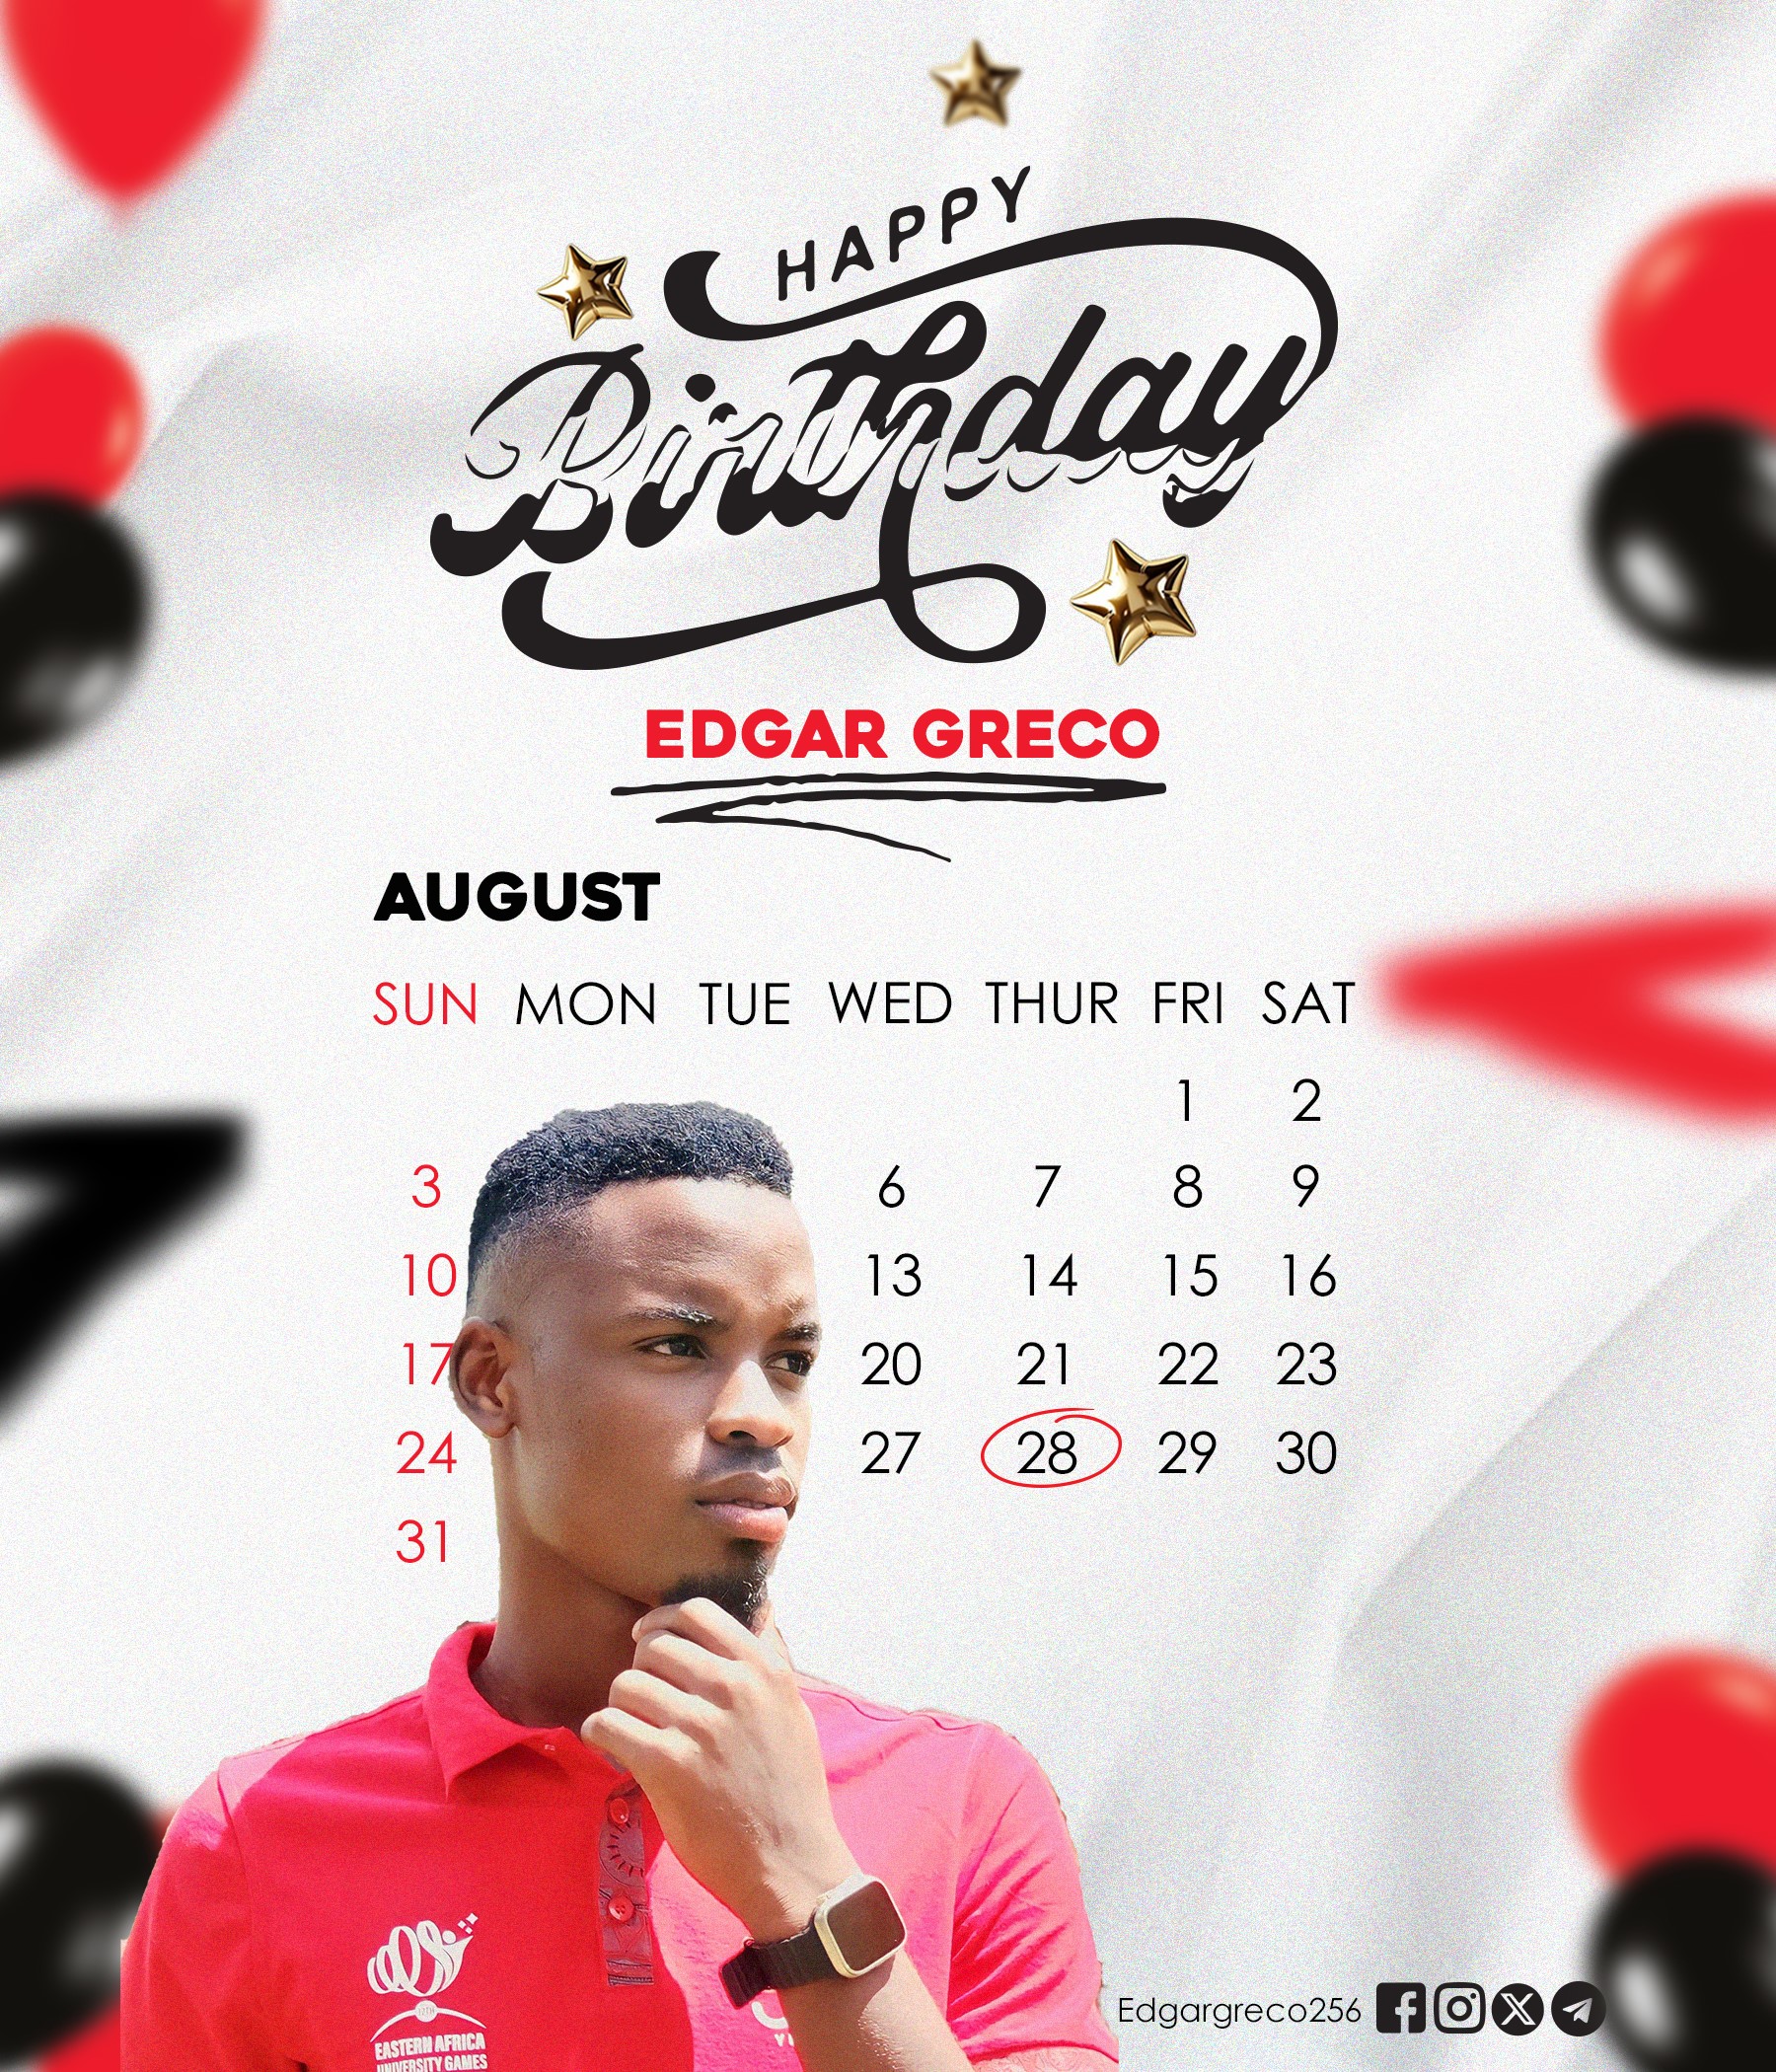 HAPPY
Birthday
EDGAR GRECO
AUGUST
SUN MON TUE WED THUR FRI SAT
1 2
3 6 7 8 9
10 13 14 15 16
17 20 21 22 23
24 27 28 29 30
31
12TH
EASTERN AFRICA
UNIVERSITY GAMES
Edgargreco256